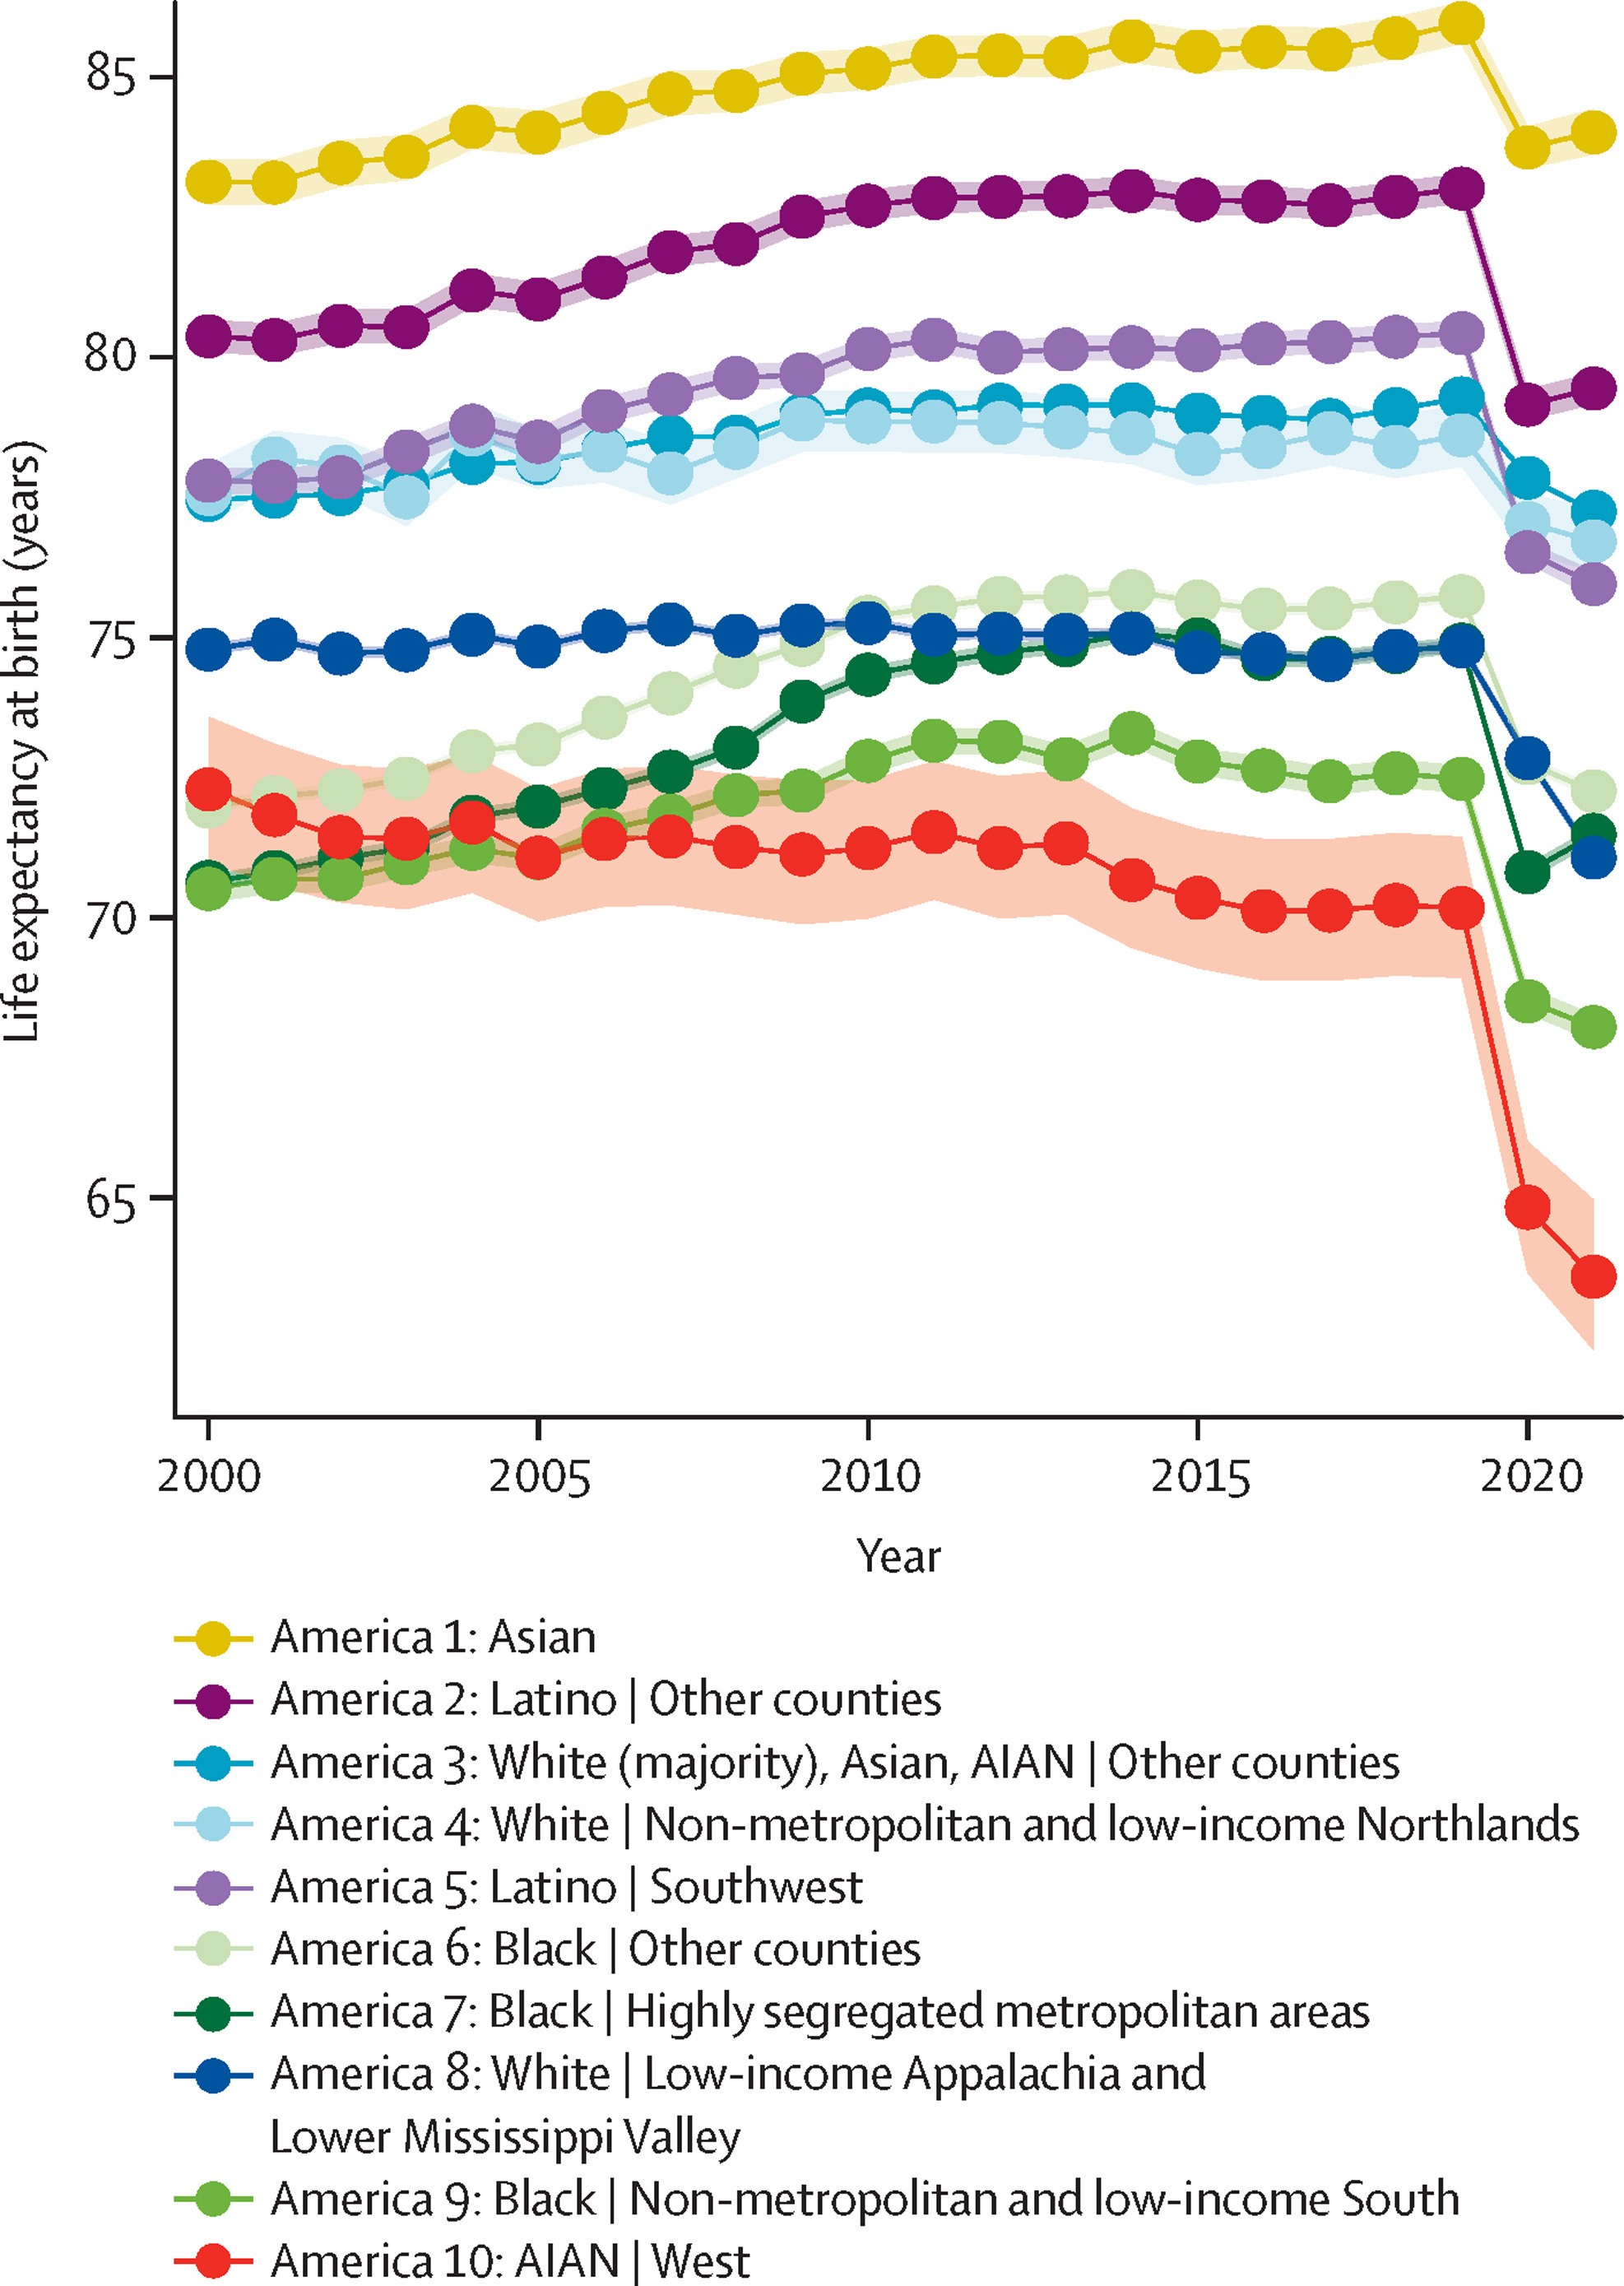 85
80
75
70
65
Life expectancy at birth (years)
2000 2005 2010 2015 2020
Year
America 1: Asian
America 2: Latino | Other counties
America 3: White (majority), Asian, AIAN | Other counties
America 4: White | Non-metropolitan and low-income Northlands
America 5: Latino | Southwest
America 6: Black | Other counties
America 7: Black | Highly segregated metropolitan areas
America 8: White | Low-income Appalachia and
Lower Mississippi Valley
America 9: Black | Non-metropolitan and low-income South
America 10: AIAN | West